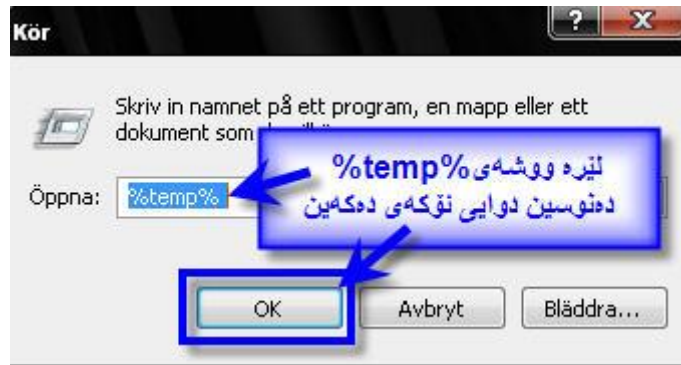 Kör
Skriv in namnet på ett program, en mapp eller ett
dokument som
لێره ووشەی %temp%
دەنوسین دوایی ئۆکەی دەکەین
Öppna: %temp%
OK Avbryt Bläddra...